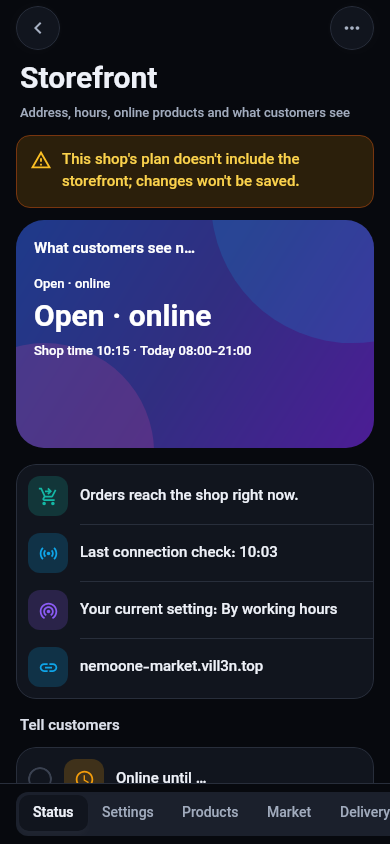 Storefront
Address, hours, online products and what customers see
This shop's plan doesn't include the
storefront; changes won't be saved.
What customers see n…
Open · online
Open · online
Shop time 10:15 · Today 08:00–21:00
Orders reach the shop right now.
Last connection check: 10:03
Your current setting: By working hours
nemoone-market.vill3n.top
Tell customers
Online until …
Status Settings Products Market Delivery